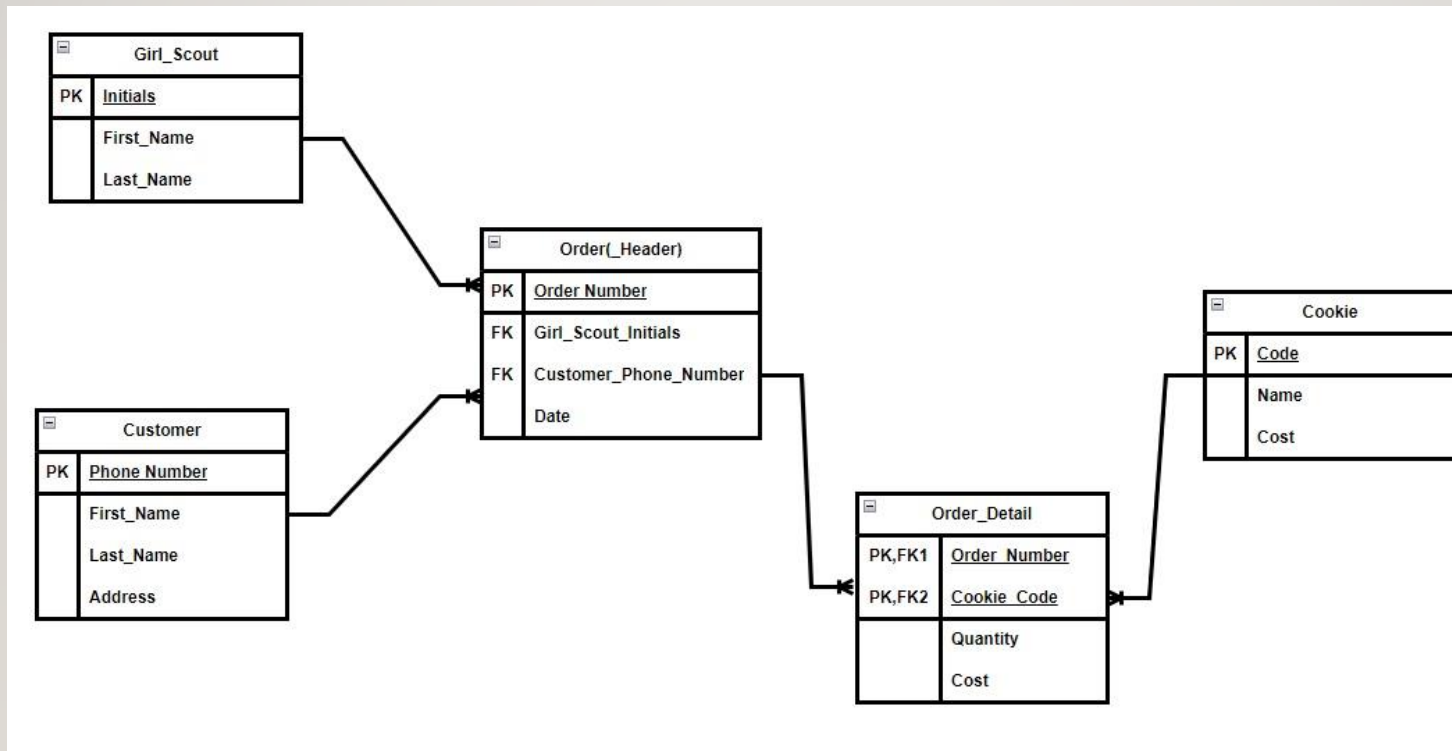 Girl_Scout
PK Initials
First_Name
Last_Name
Order(_Header)
PK Order Number
FK Girl_Scout_Initials
FK Customer_Phone_Number
Date
Cookie
PK Code
Name
Cost
Customer
PK Phone Number
First_Name
Last_Name
Address
Order_Detail
PK,FK1 Order_Number
PK,FK2 Cookie_Code
Quantity
Cost